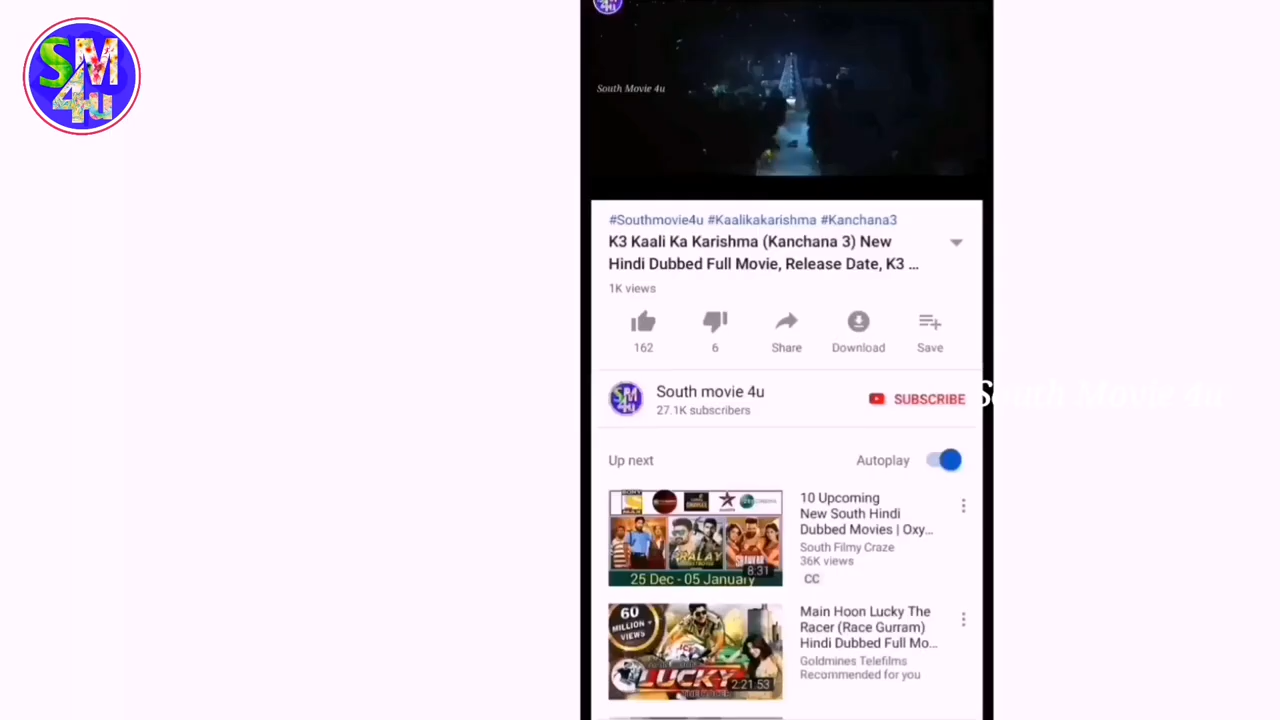 SM
4u
South Movie 4u
#Southmovie4u #Kaalikakarishma #Kanchana3
K3 Kaali Ka Karishma (Kanchana 3) New
Hindi Dubbed Full Movie, Release Date, K3 ...
1K views
162
6
Share
Download
Save
SM
4u
South movie 4u
27.1K subscribers
SUBSCRIBE
South Movie 4u
Up next
Autoplay
25 Dec - 05 January
8:31
10 Upcoming
New South Hindi
Dubbed Movies | Oxy...
South Filmy Craze
36K views
CC
60
MILLION +
VIEWS
LUCKY
2:21:53
Main Hoon Lucky The
Racer (Race Gurram)
Hindi Dubbed Full Mo...
Goldmines Telefilms
Recommended for you